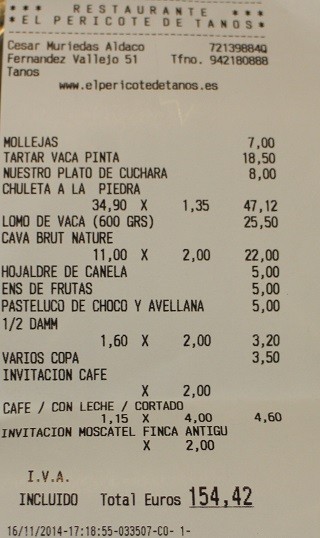 *** RESTAURANTE ***
*EL PERICOTE DE TANOS*
Cesar Muriedas Aldaco 72139884Q
Fernandez Vallejo 51 Tfno. 942180888
Tanos
www.elpericotedetanos.es
MOLLEJAS 7,00
TARTAR VACA PINTA 18,50
NUESTRO PLATO DE CUCHARA 8,00
CHULETA A LA PIEDRA
34,90 X 1,35 47,12
LOMO DE VACA (600 GRS) 25,50
CAVA BRUT NATURE
11,00 X 2,00 22,00
HOJALDRE DE CANELA 5,00
ENS DE FRUTAS 5,00
PASTELUCO DE CHOCO Y AVELLANA 5,00
1/2 DAMM
1,60 X 2,00 3,20
VARIOS COPA 3,50
INVITACION CAFE
X 2,00
CAFE / CON LECHE / CORTADO
1,15 X 4,00 4,60
INVITACION MOSCATEL FINCA ANTIGU
X 2,00
I.V.A.
INCLUIDO Total Euros 154,42
16/11/2014-17:18:55-033507-CO- 1-